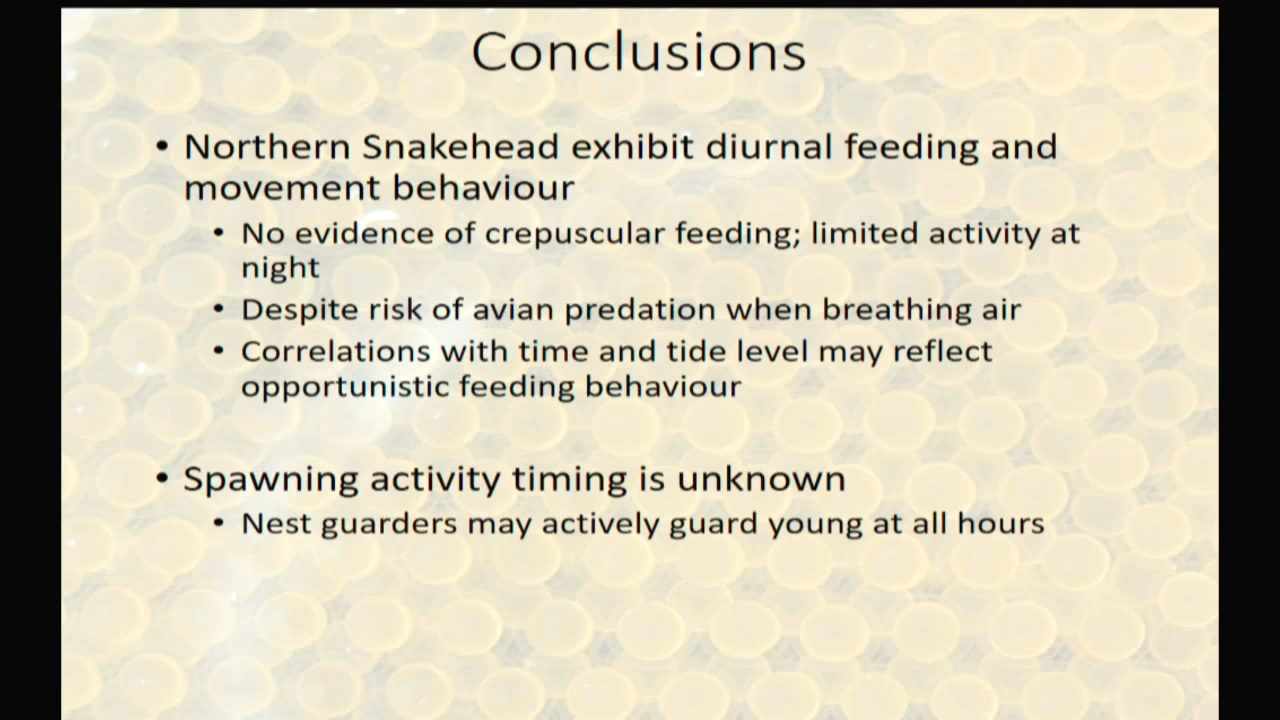 Conclusions
• Northern Snakehead exhibit diurnal feeding and
movement behaviour
• No evidence of crepuscular feeding; limited activity at
night
• Despite risk of avian predation when breathing air
• Correlations with time and tide level may reflect
opportunistic feeding behaviour
• Spawning activity timing is unknown
• Nest guarders may actively guard young at all hours